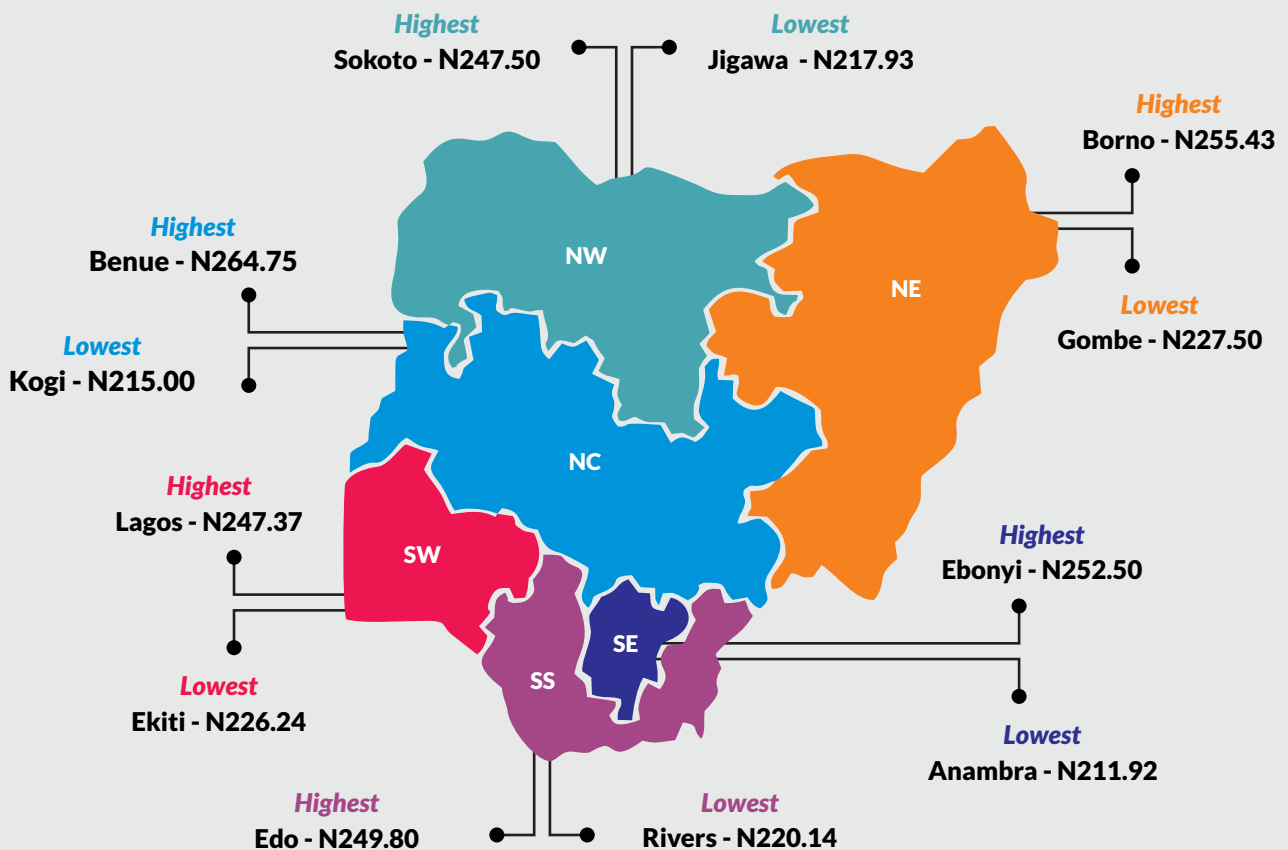 Highest
Sokoto - N247.50
Lowest
Jigawa - N217.93
Highest
Borno - N255.43
Lowest
Gombe - N227.50
Highest
Benue - N264.75
Lowest
Kogi - N215.00
NW
NE
NC
Highest
Lagos - N247.37
Lowest
Ekiti - N226.24
SW
SE
SS
Highest
Ebonyi - N252.50
Lowest
Anambra - N211.92
Highest
Edo - N249.80
Lowest
Rivers - N220.14